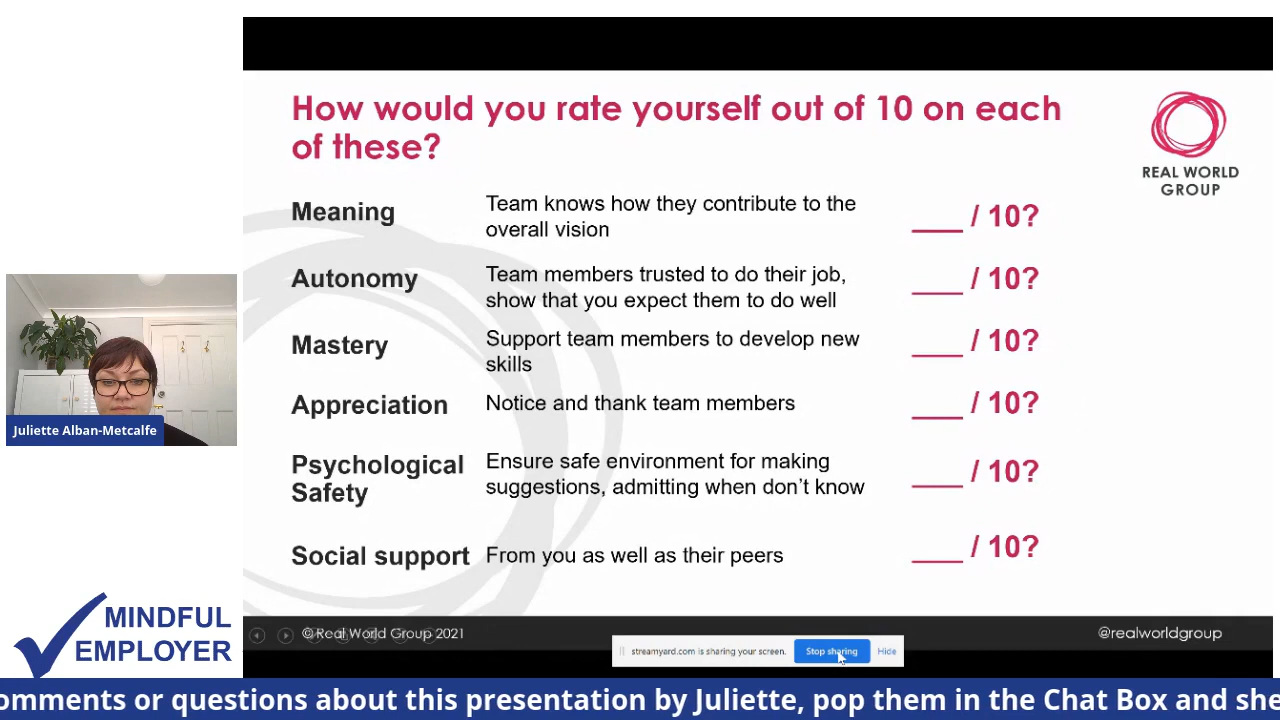 How would you rate yourself out of 10 on each
of these?
REAL WORLD
GROUP
Meaning
Team knows how they contribute to the
overall vision
___ / 10?
Autonomy
Team members trusted to do their job,
show that you expect them to do well
___ / 10?
Mastery
Support team members to develop new
skills
___ / 10?
Appreciation
Notice and thank team members
___ / 10?
Psychological
Safety
Ensure safe environment for making
suggestions, admitting when don’t know
___ / 10?
Social support
From you as well as their peers
___ / 10?
Juliette Alban-Metcalfe
MINDFUL
EMPLOYER
©Real World Group 2021
@realworldgroup
streamyard.com is sharing your screen.
Stop sharing
Hide
omments or questions about this presentation by Juliette, pop them in the Chat Box and she